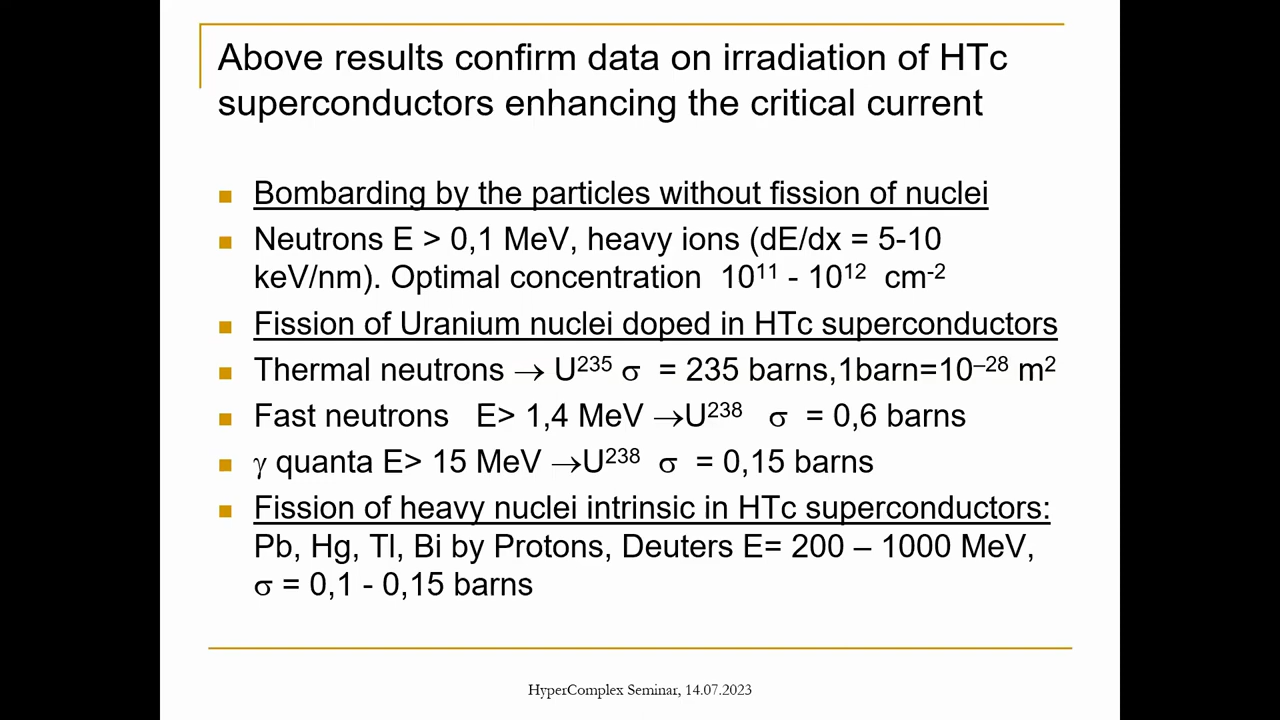 Above results confirm data on irradiation of HTc
superconductors enhancing the critical current
Bombarding by the particles without fission of nuclei
Neutrons E > 0,1 MeV, heavy ions (dE/dx = 5-10
keV/nm). Optimal concentration 10¹¹ - 10¹² cm⁻²
Fission of Uranium nuclei doped in HTc superconductors
Thermal neutrons → U²³⁵ σ = 235 barns,1barn=10⁻²⁸ m²
Fast neutrons E> 1,4 MeV →U²³⁸ σ = 0,6 barns
γ quanta E> 15 MeV →U²³⁸ σ = 0,15 barns
Fission of heavy nuclei intrinsic in HTc superconductors:
Pb, Hg, Tl, Bi by Protons, Deuters E= 200 – 1000 MeV,
σ = 0,1 - 0,15 barns
HyperComplex Seminar, 14.07.2023